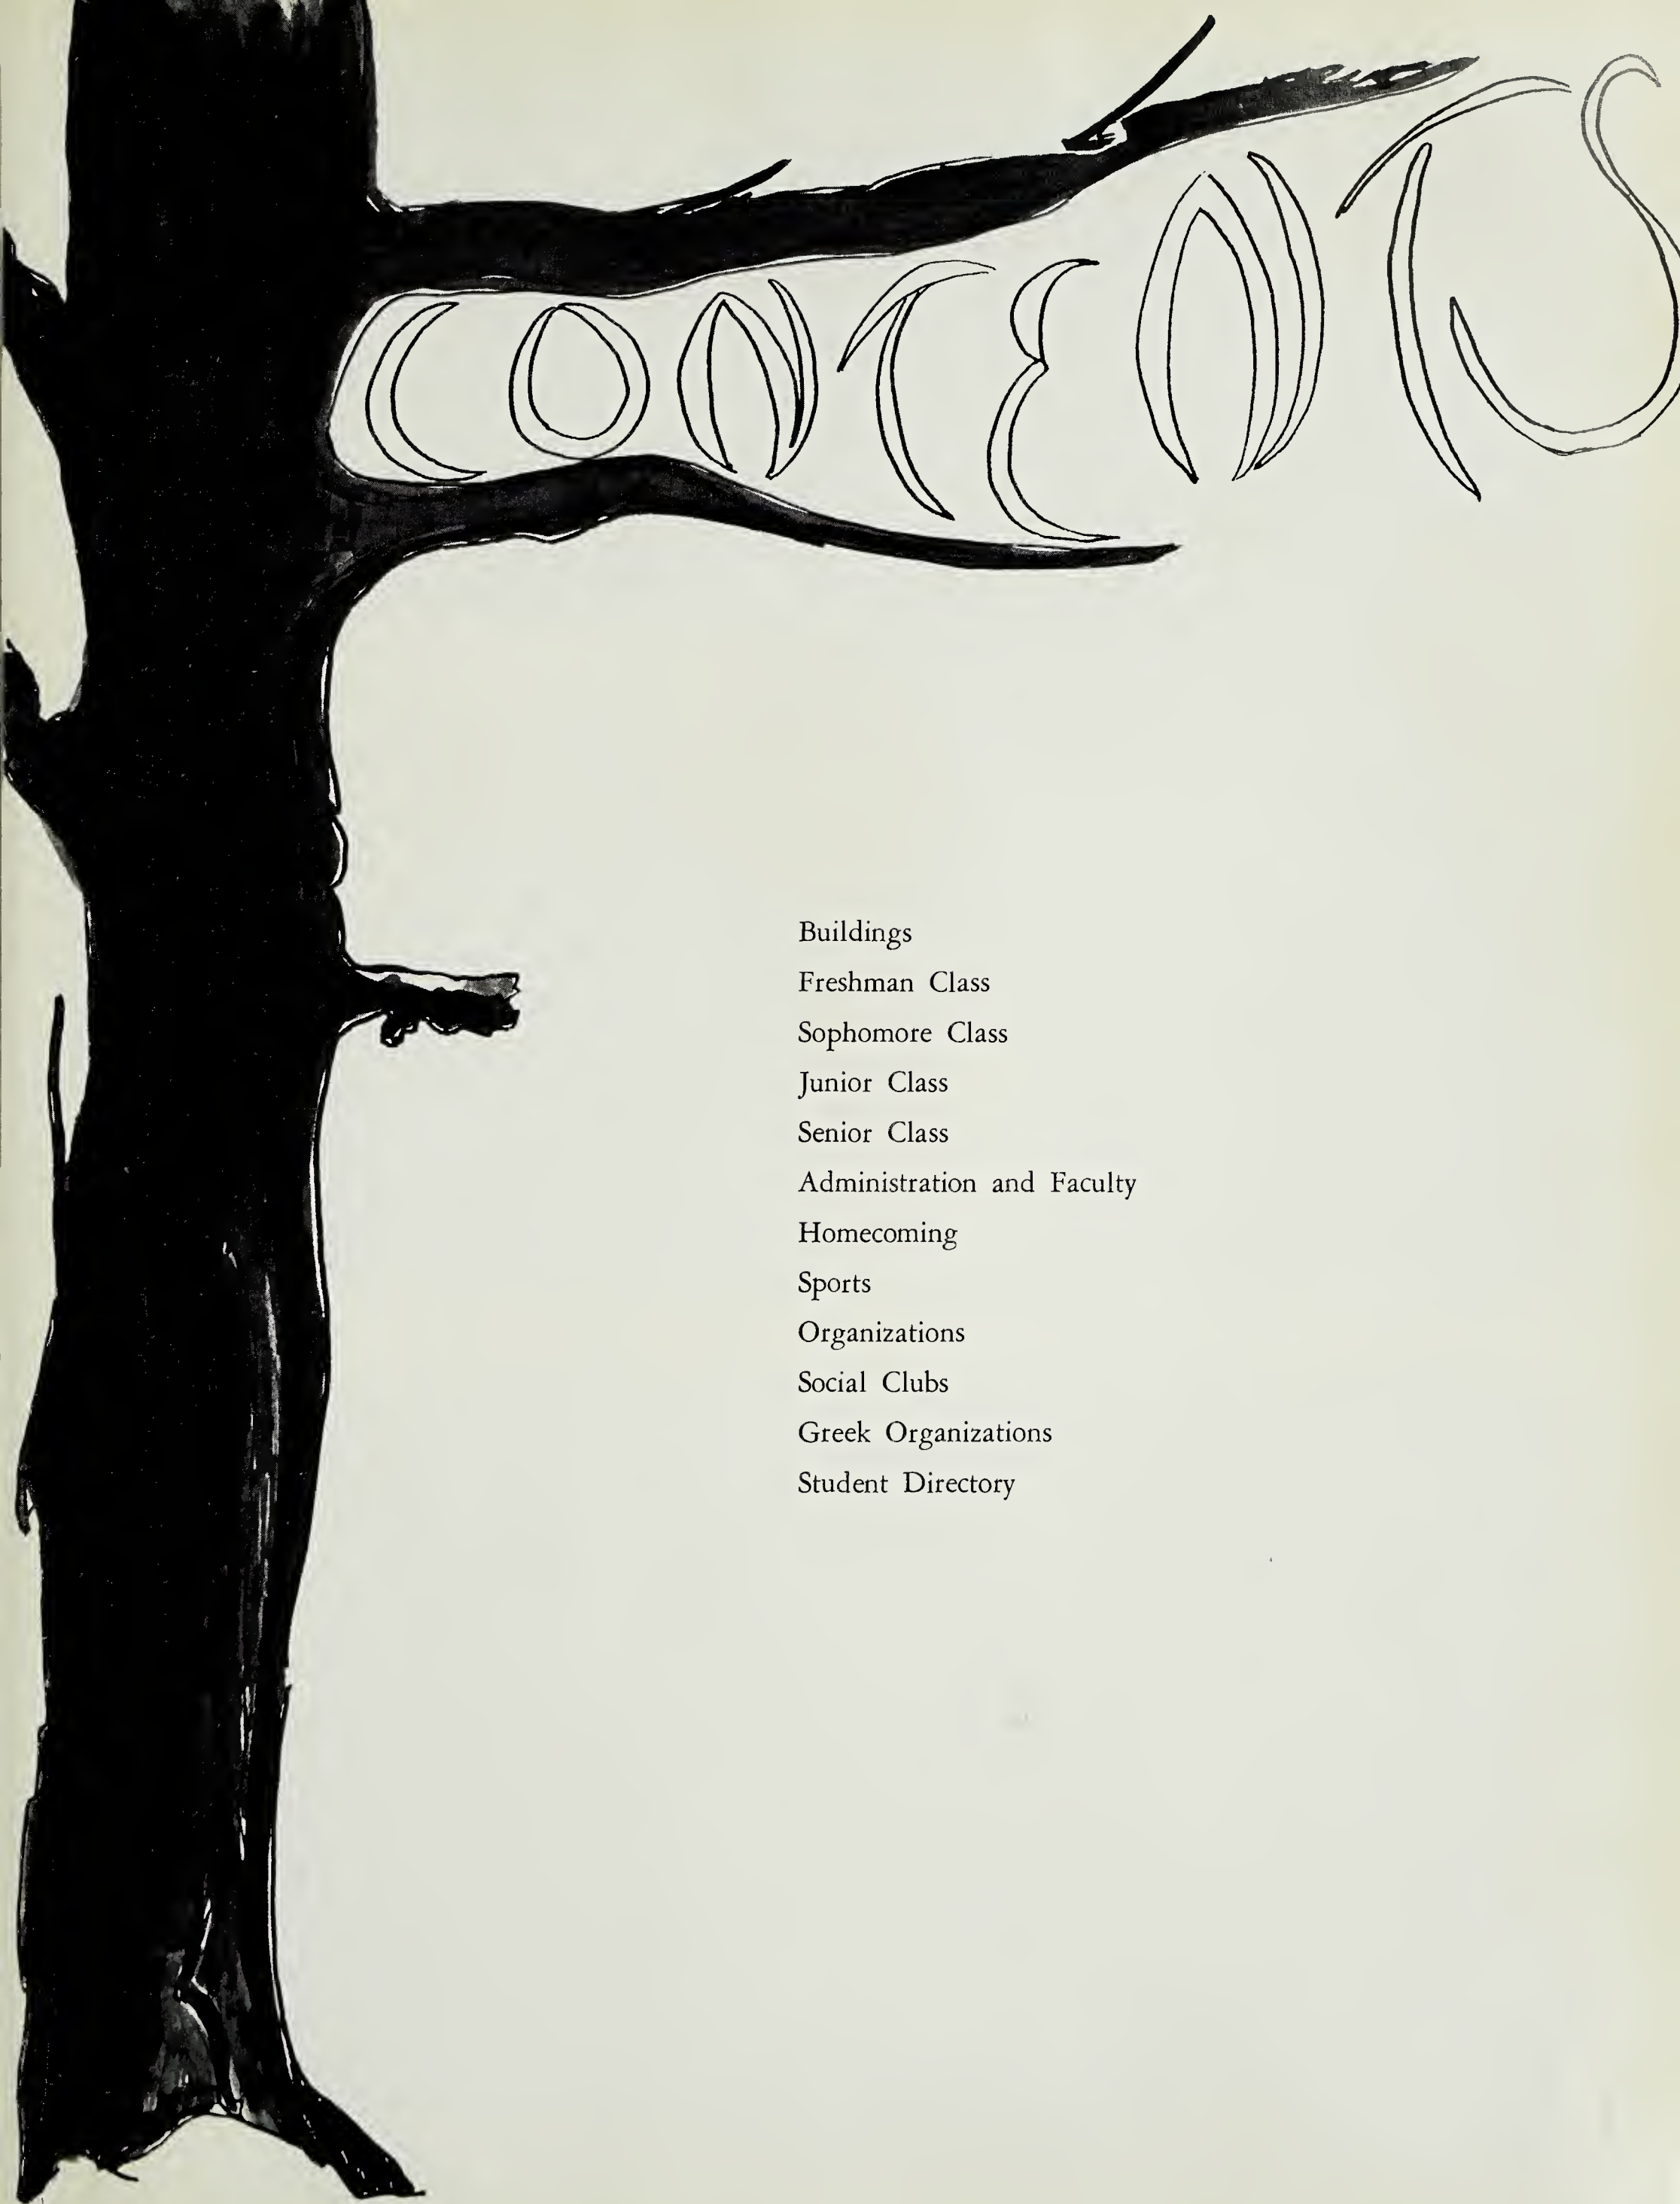 CONTENTS
Buildings
Freshman Class
Sophomore Class
Junior Class
Senior Class
Administration and Faculty
Homecoming
Sports
Organizations
Social Clubs
Greek Organizations
Student Directory